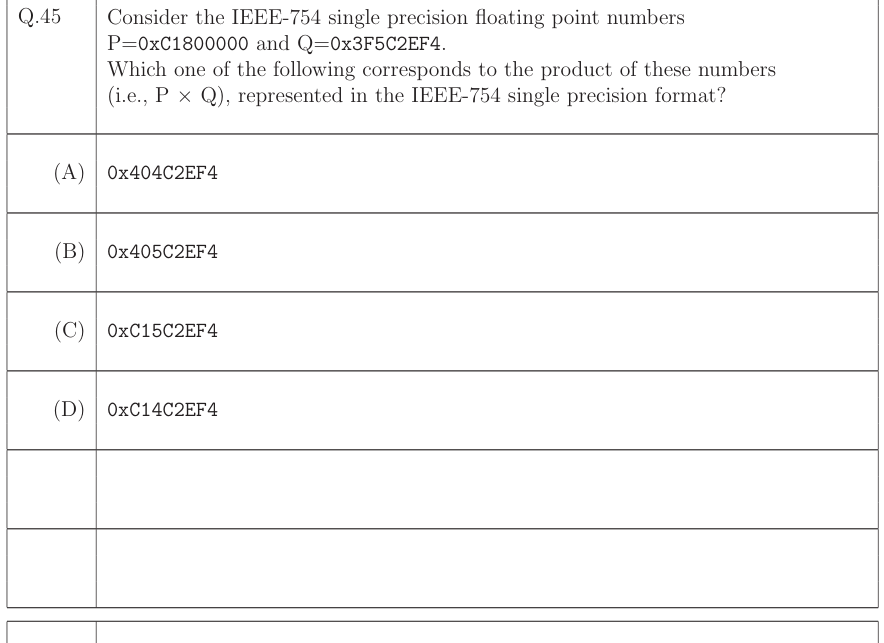 Q.45 Consider the IEEE-754 single precision floating point numbers
P=0xC1800000 and Q=0x3F5C2EF4.
Which one of the following corresponds to the product of these numbers
(i.e., P × Q), represented in the IEEE-754 single precision format?
(A) 0x404C2EF4
(B) 0x405C2EF4
(C) 0xC15C2EF4
(D) 0xC14C2EF4